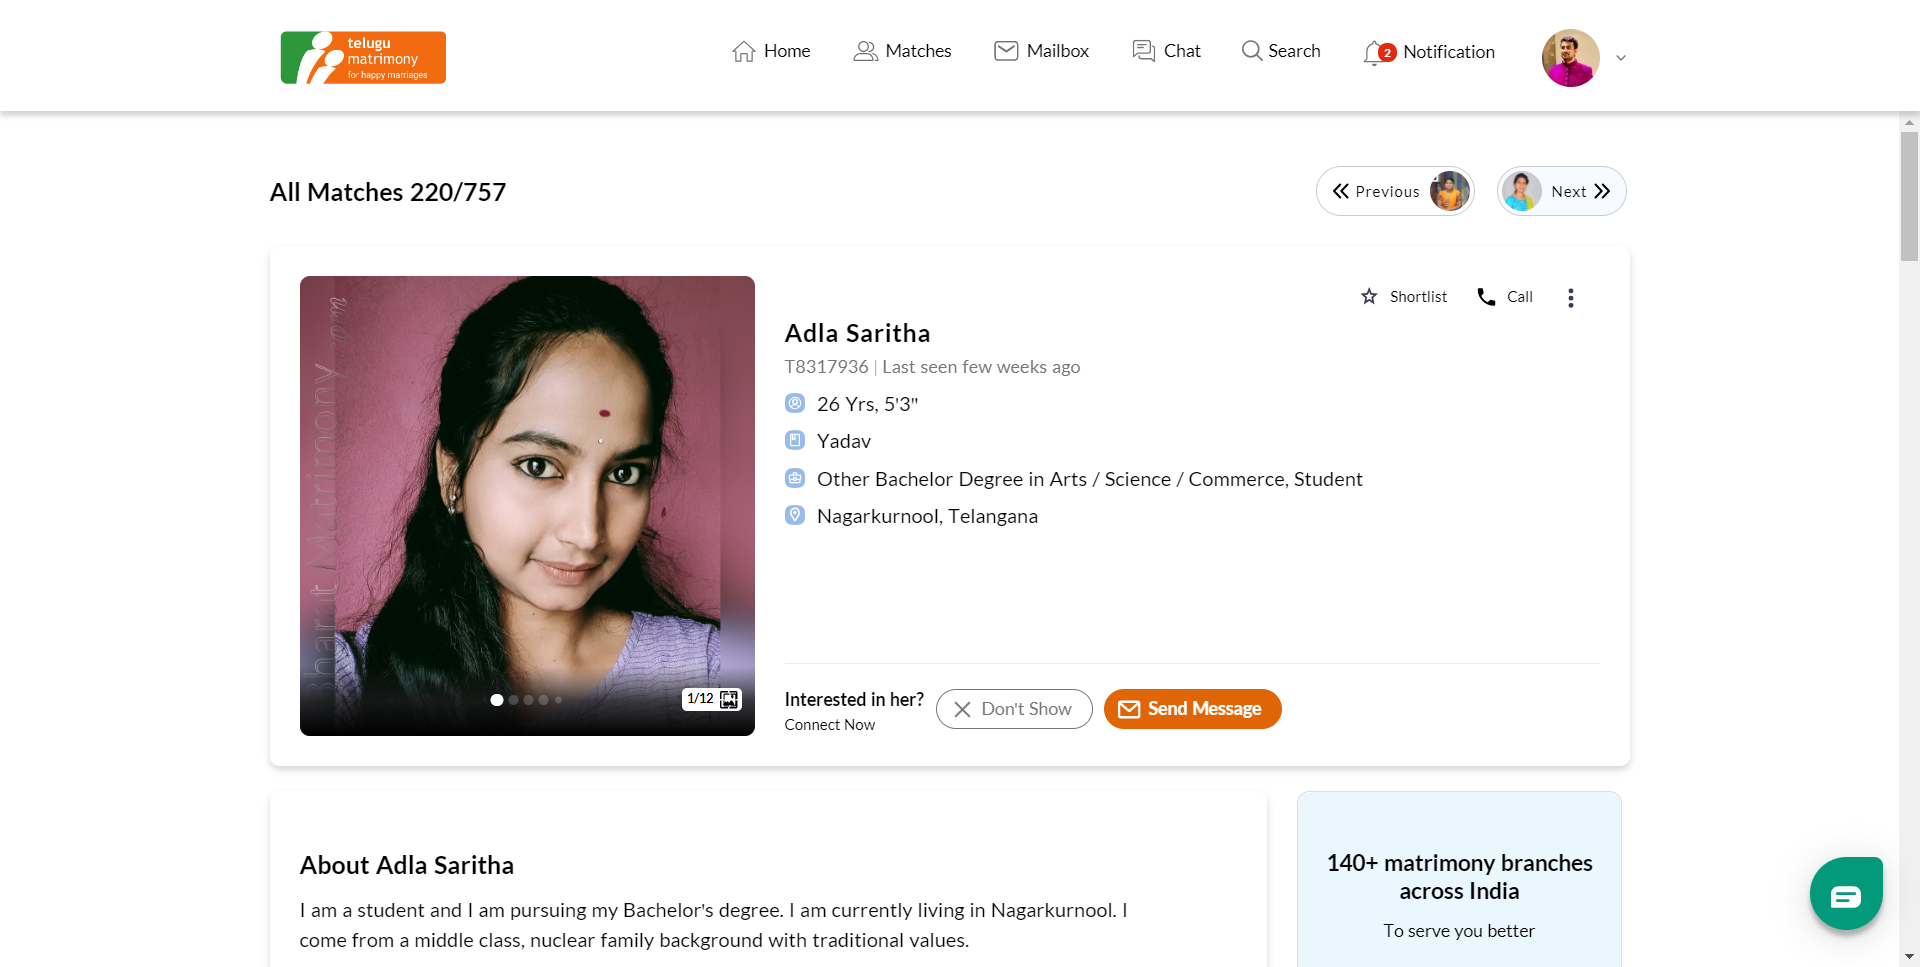 telugu
matrimony
for happy marriages
Home
Matches
Mailbox
Chat
Search
2
Notification
All Matches 220/757
Previous
Next
Bharat Matrimony
Shortlist
Call
Adla Saritha
T8317936 | Last seen few weeks ago
26 Yrs, 5'3"
Yadav
Other Bachelor Degree in Arts / Science / Commerce, Student
Nagarkurnool, Telangana
1/12
Interested in her?
Connect Now
Don't Show
Send Message
About Adla Saritha
I am a student and I am pursuing my Bachelor's degree. I am currently living in Nagarkurnool. I
come from a middle class, nuclear family background with traditional values.
140+ matrimony branches
across India
To serve you better